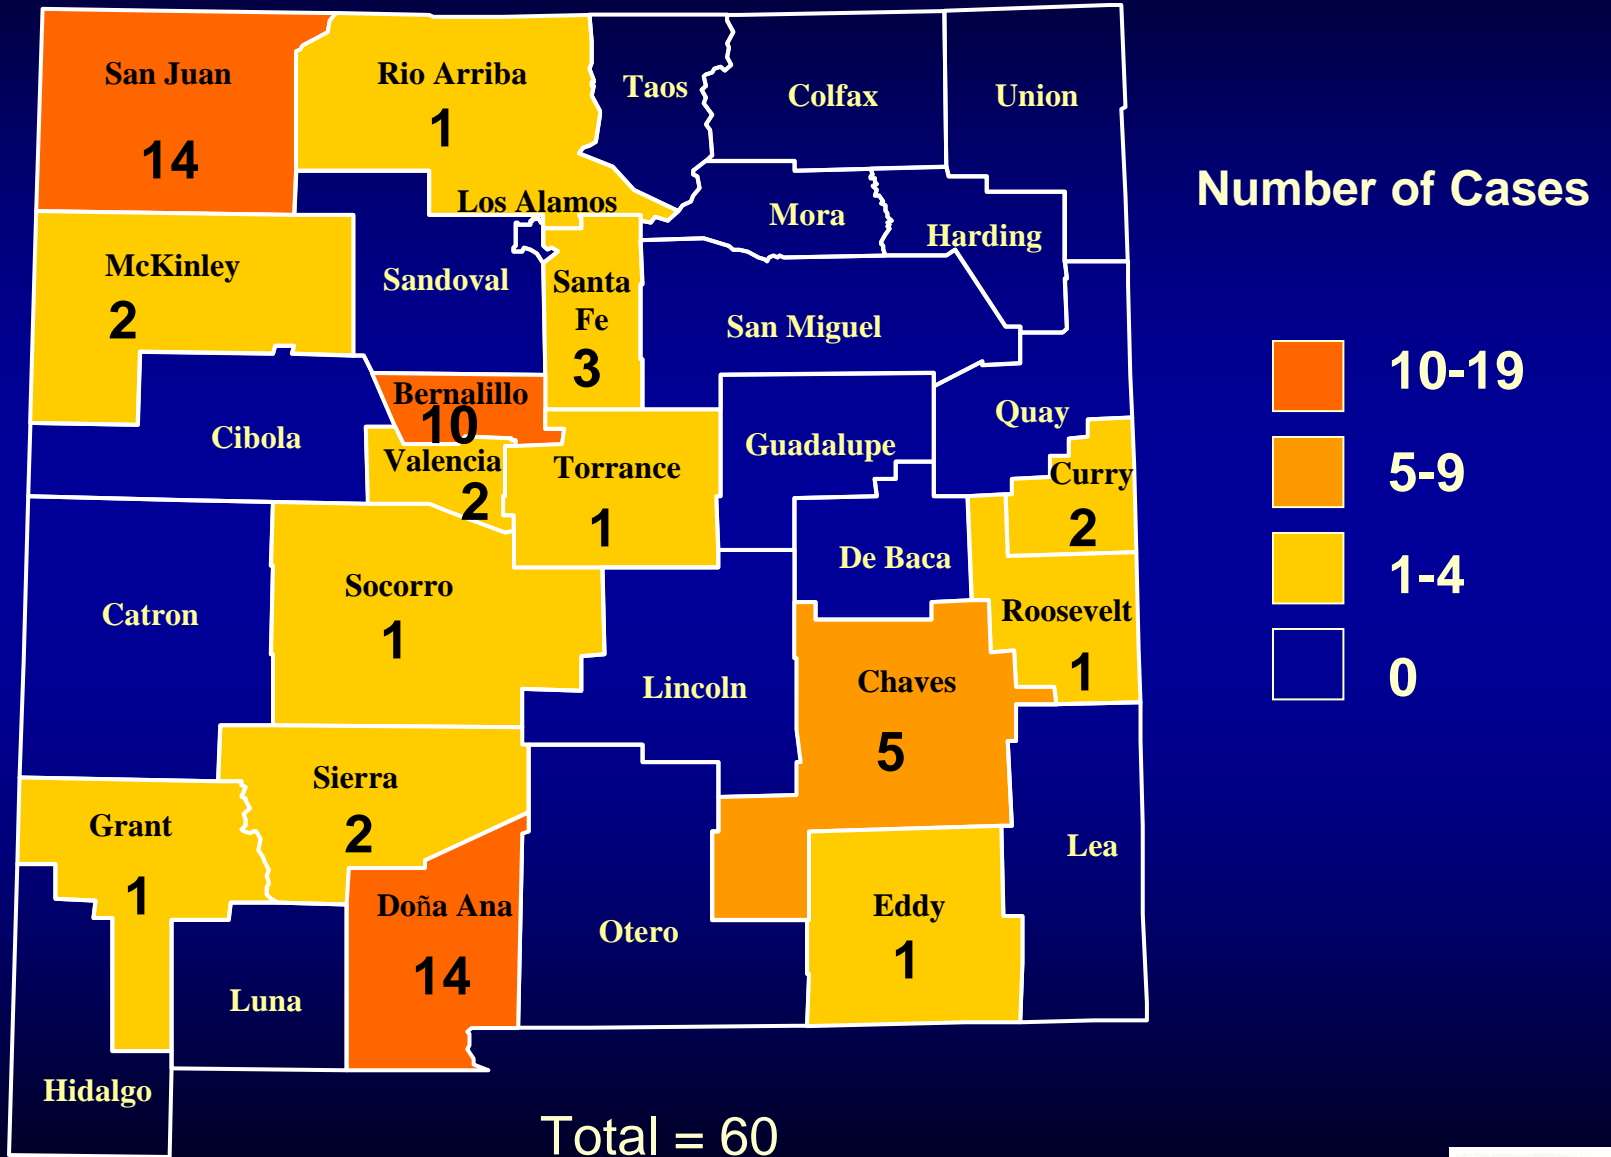 San Juan
14
Rio Arriba
1
Taos
Colfax
Union
Los Alamos
Mora
Harding
McKinley
2
Sandoval
Santa
Fe
3
San Miguel
Bernalillo
10
Cibola
Valencia
2
Torrance
1
Guadalupe
Quay
Curry
2
De Baca
Roosevelt
1
Catron
Socorro
1
Lincoln
Chaves
5
Sierra
2
Grant
1
Doña Ana
14
Otero
Eddy
1
Lea
Luna
Hidalgo
Number of Cases
10-19
5-9
1-4
0
Total = 60